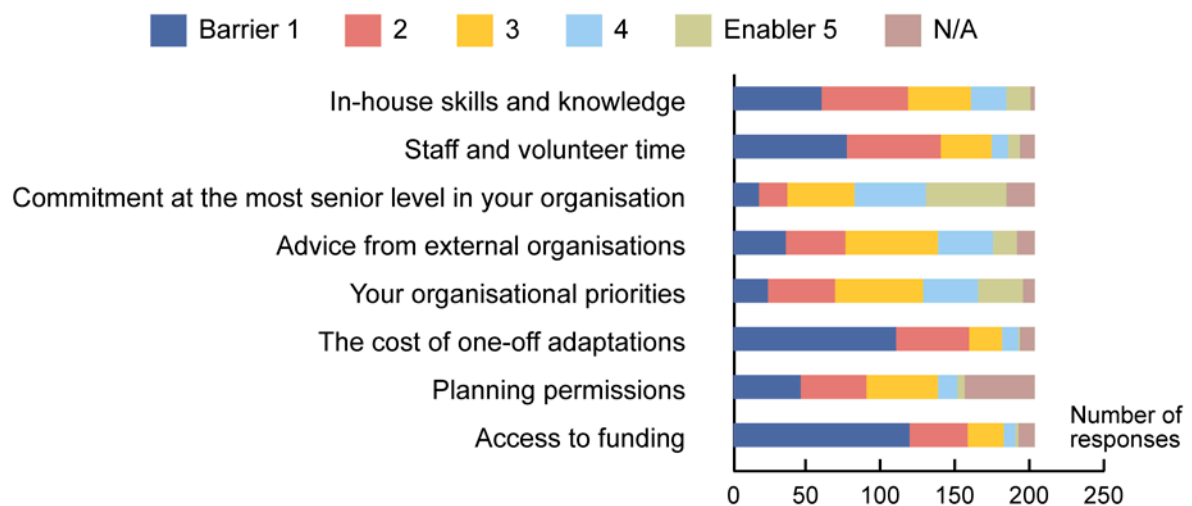 Barrier 1 2 3 4 Enabler 5 N/A
In-house skills and knowledge
Staff and volunteer time
Commitment at the most senior level in your organisation
Advice from external organisations
Your organisational priorities
The cost of one-off adaptations
Planning permissions
Access to funding
Number of
responses
0 50 100 150 200 250